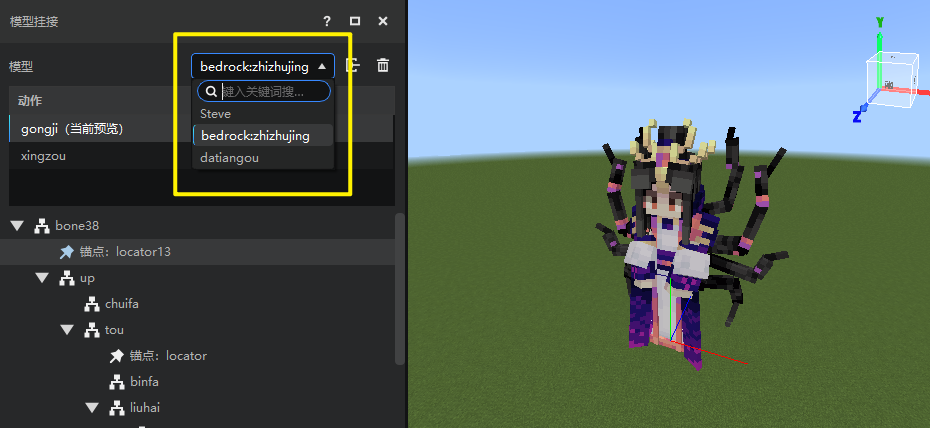 模型挂接
?
模型
bedrock:zhizhujing
键入关键词搜...
Steve
bedrock:zhizhujing
datiangou
动作
gongji（当前预览）
xingzou
bone38
锚点：locator13
up
chuifa
tou
锚点：locator
binfa
liuhai
Y
Z